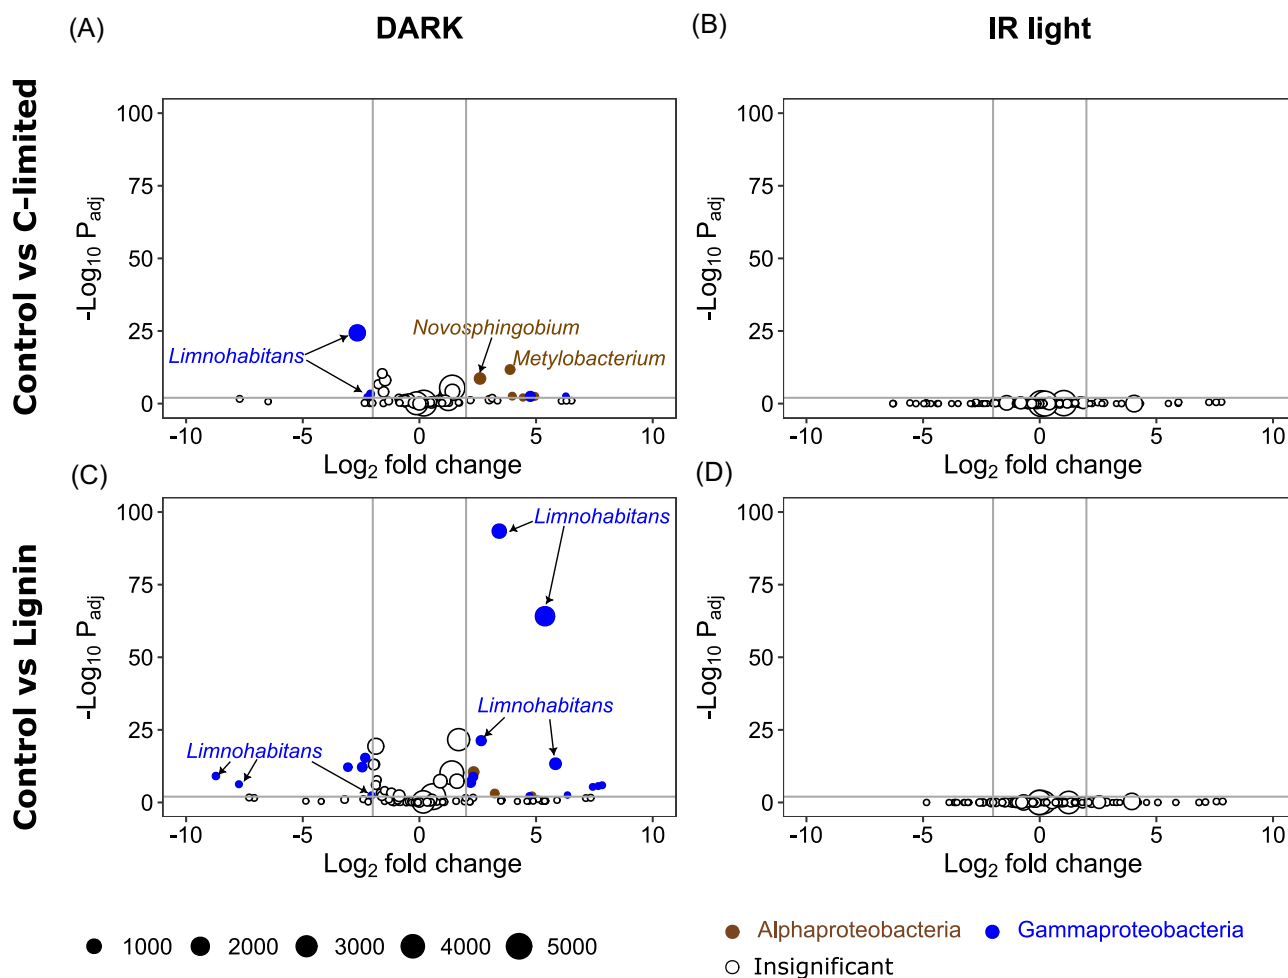 (A) DARK (B) IR light
Control vs C-limited
-Log10 Padj
100
75
50
25
0
Limnohabitans
Novosphingobium
Metylobacterium
-10 -5 0 5 10
Log2 fold change
-Log10 Padj
100
75
50
25
0
-10 -5 0 5 10
Log2 fold change
(C) (D)
Control vs Lignin
-Log10 Padj
100
75
50
25
0
Limnohabitans
Limnohabitans
Limnohabitans
-10 -5 0 5 10
Log2 fold change
-Log10 Padj
100
75
50
25
0
-10 -5 0 5 10
Log2 fold change
1000 2000 3000 4000 5000
Alphaproteobacteria Gammaproteobacteria
Insignificant